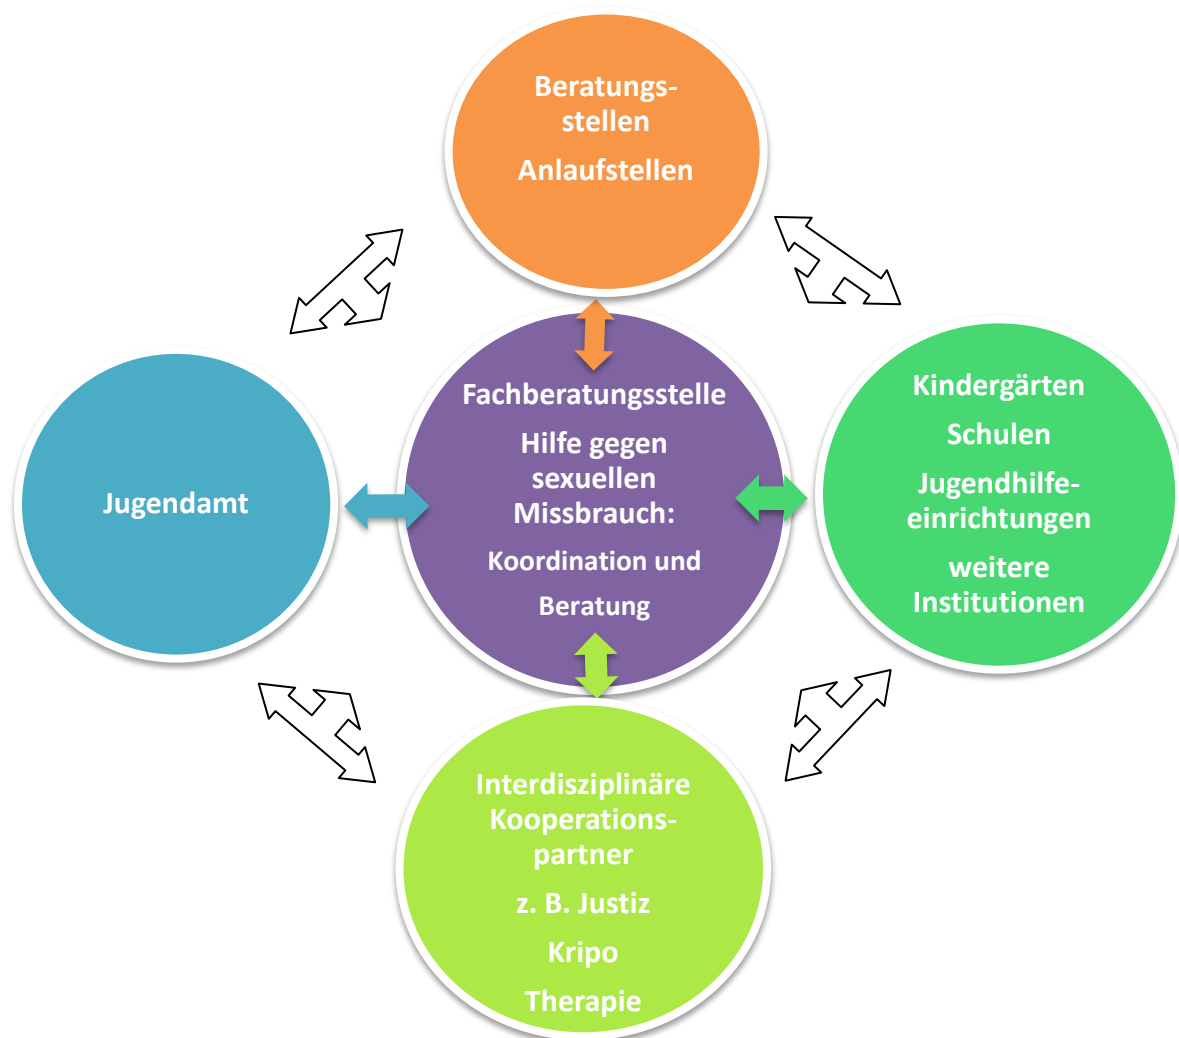 Beratungs-
stellen
Anlaufstellen
Fachberatungsstelle
Hilfe gegen
sexuellen
Missbrauch:
Koordination und
Beratung
Jugendamt
Kindergärten
Schulen
Jugendhilfe-
einrichtungen
weitere
Institutionen
Interdisziplinäre
Kooperations-
partner
z. B. Justiz
Kripo
Therapie